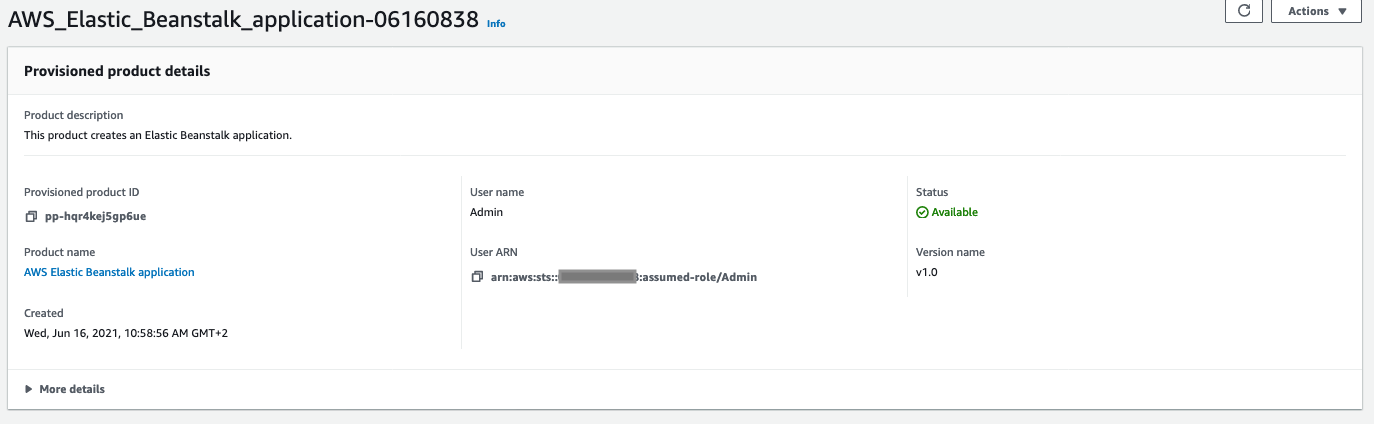 AWS_Elastic_Beanstalk_application-06160838 Info
Actions
Provisioned product details
Product description
This product creates an Elastic Beanstalk application.
Provisioned product ID
pp-hqr4kej5gp6ue
Product name
AWS Elastic Beanstalk application
Created
Wed, Jun 16, 2021, 10:58:56 AM GMT+2
User name
Admin
User ARN
arn:aws:sts:: :assumed-role/Admin
Status
Available
Version name
v1.0
More details